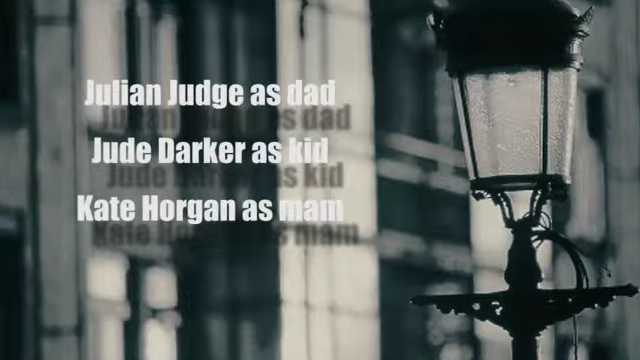 Julian Judge as dad
Jude Darker as kid
Kate Horgan as mam